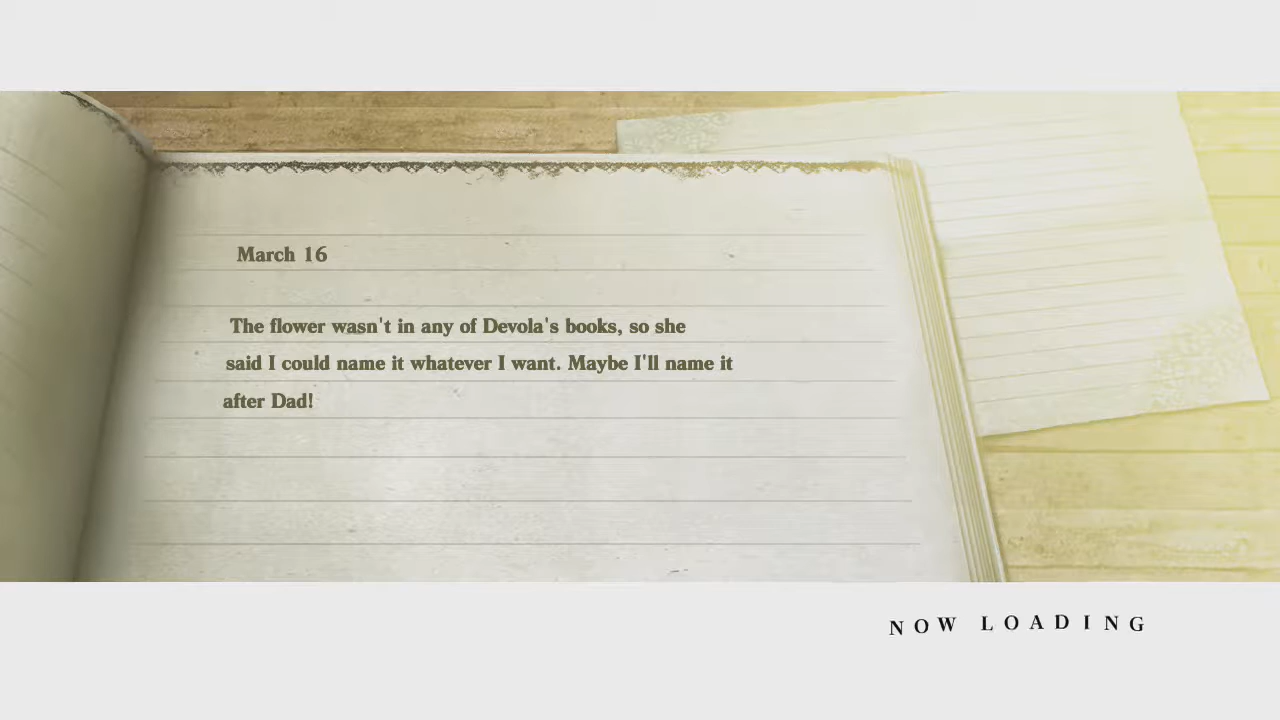 March 16
The flower wasn't in any of Devola's books, so she
said I could name it whatever I want. Maybe I'll name it
after Dad!
NOW LOADING